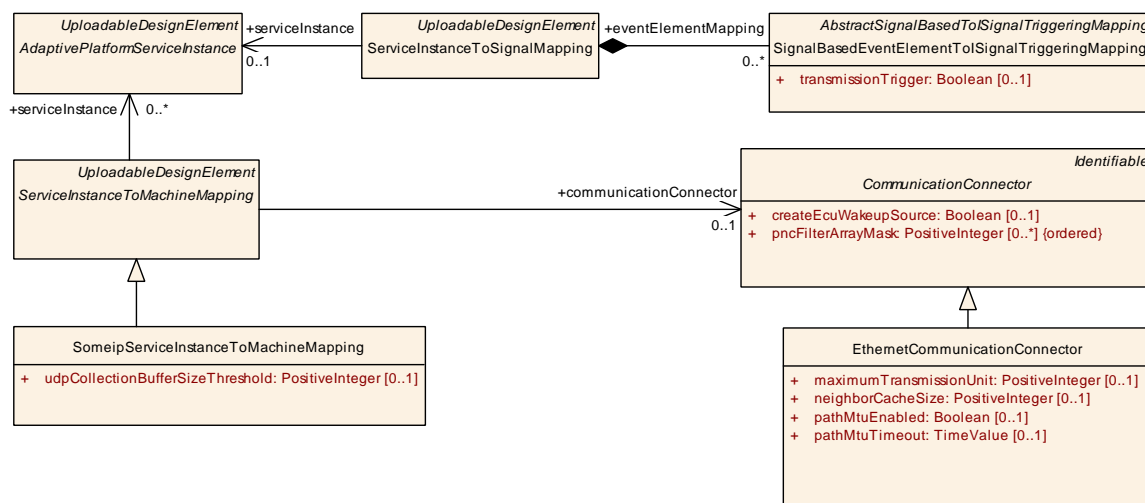 UploadableDesignElement
AdaptivePlatformServiceInstance
+serviceInstance
0..1
UploadableDesignElement
ServiceInstanceToSignalMapping
+eventElementMapping
0..*
AbstractSignalBasedToISignalTriggeringMapping
SignalBasedEventElementToISignalTriggeringMapping
+ transmissionTrigger: Boolean [0..1]
+serviceInstance
0..*
UploadableDesignElement
ServiceInstanceToMachineMapping
+communicationConnector
0..1
Identifiable
CommunicationConnector
+ createEcuWakeupSource: Boolean [0..1]
+ pncFilterArrayMask: PositiveInteger [0..*] {ordered}
SomeipServiceInstanceToMachineMapping
+ udpCollectionBufferSizeThreshold: PositiveInteger [0..1]
EthernetCommunicationConnector
+ maximumTransmissionUnit: PositiveInteger [0..1]
+ neighborCacheSize: PositiveInteger [0..1]
+ pathMtuEnabled: Boolean [0..1]
+ pathMtuTimeout: TimeValue [0..1]